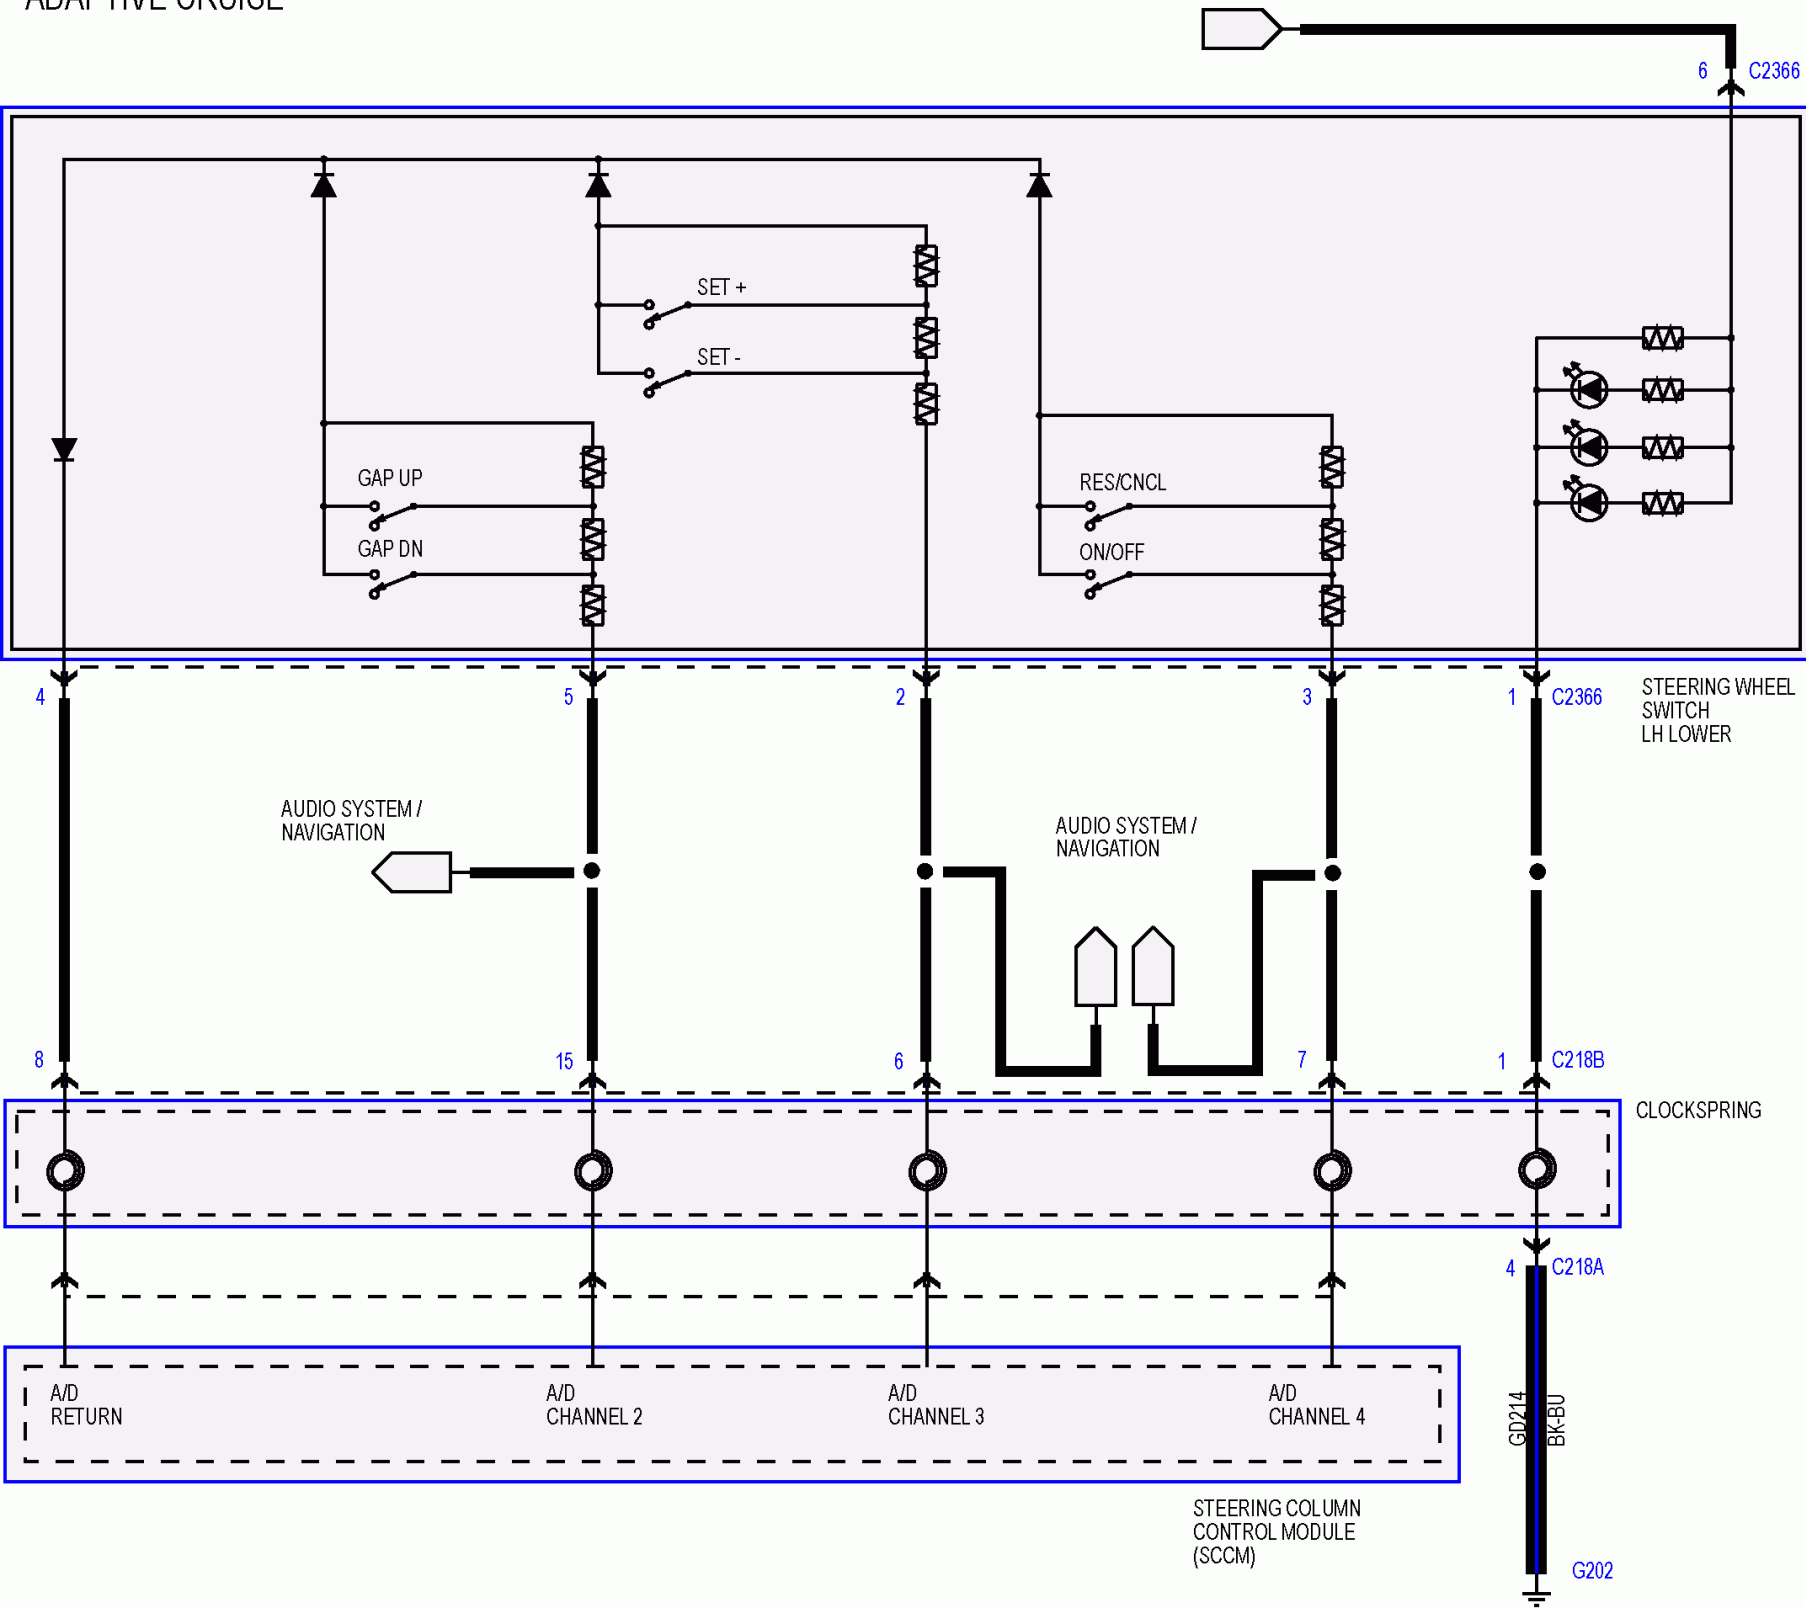 ADAPTIVE CRUISE
6 C2366
SET +
SET -
GAP UP
GAP DN
RES/CNCL
ON/OFF
4 5 2 3 1 C2366
STEERING WHEEL
SWITCH
LH LOWER
AUDIO SYSTEM /
NAVIGATION
AUDIO SYSTEM /
NAVIGATION
8 15 6 7 1 C218B
CLOCKSPRING
4 C218A
A/D
RETURN
A/D
CHANNEL 2
A/D
CHANNEL 3
A/D
CHANNEL 4
GD214
BK-BU
STEERING COLUMN
CONTROL MODULE
(SCCM)
G202